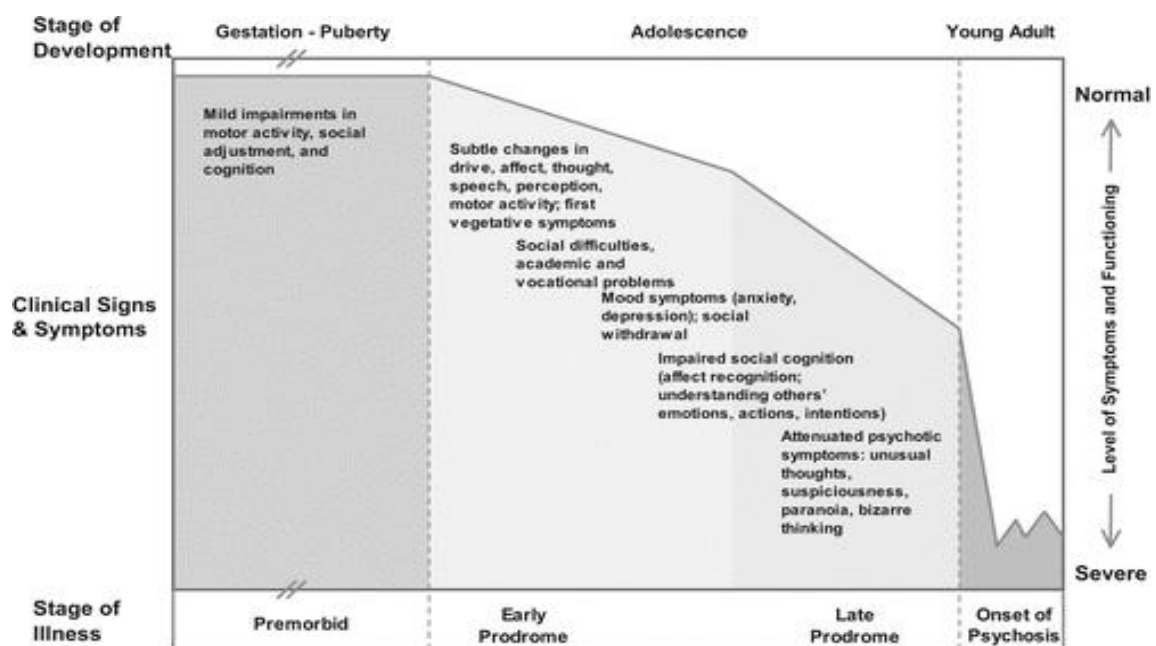 Stage of
Development
Gestation - Puberty
Adolescence
Young Adult
Normal
Mild impairments in
motor activity, social
adjustment, and
cognition
Subtle changes in
drive, affect, thought,
speech, perception,
motor activity; first
vegetative symptoms
Social difficulties,
academic and
vocational problems
Mood symptoms (anxiety,
depression); social
withdrawal
Clinical Signs
& Symptoms
Impaired social cognition
(affect recognition;
understanding others'
emotions, actions, intentions)
Attenuated psychotic
symptoms: unusual
thoughts,
suspiciousness,
paranoia, bizarre
thinking
Level of Symptoms and Functioning
Severe
Stage of
Illness
Premorbid
Early
Prodrome
Late
Prodrome
Onset of
Psychosis